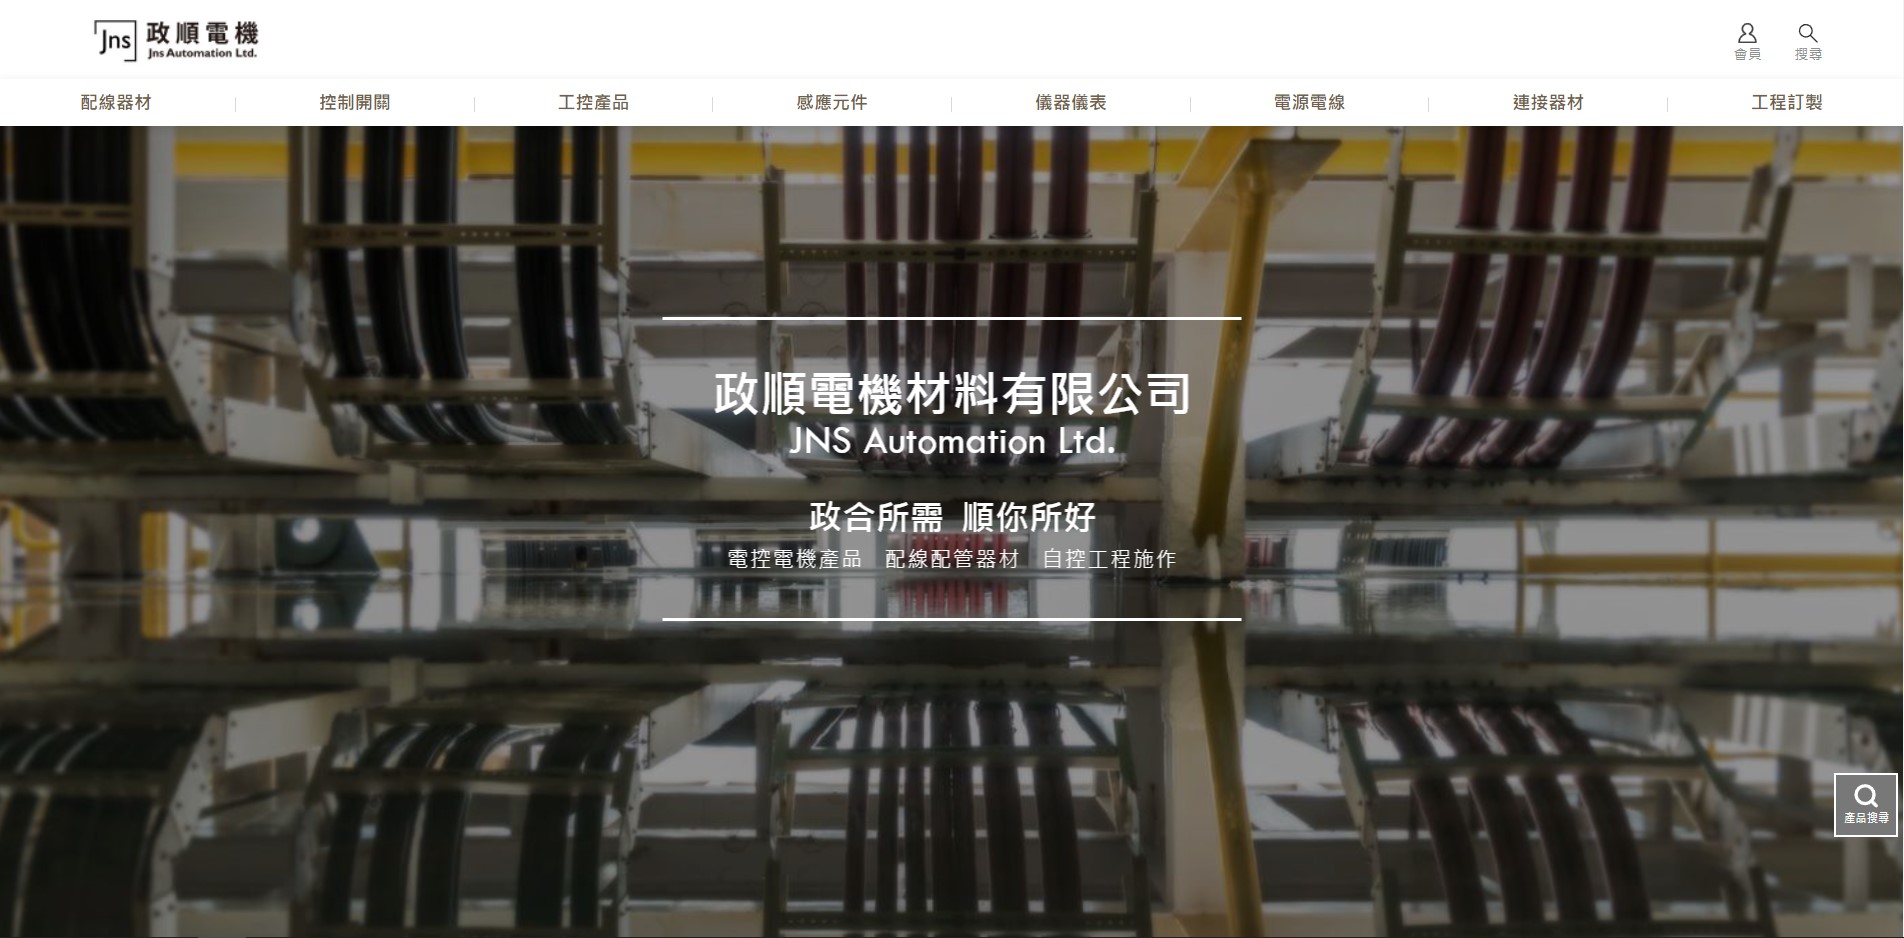 Jns 政順電機
Jns Automation Ltd.
會員 搜尋
配線器材 控制開關 工控產品 感應元件 儀器儀表 電源電線 連接器材 工程訂製
政順電機材料有限公司
JNS Automation Ltd.
政合所需 順你所好
電控電機產品 配線配管器材 自控工程施作
產品搜尋